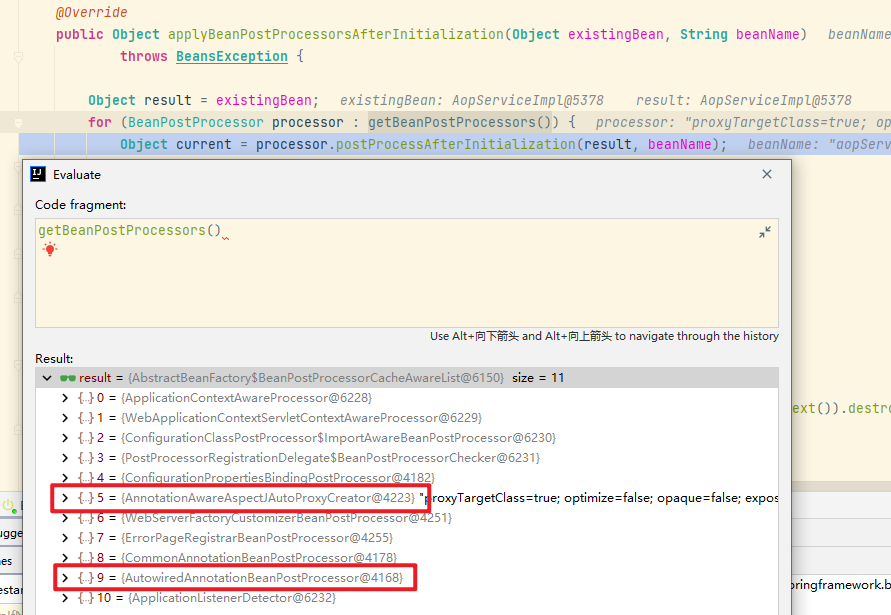 @Override
public Object applyBeanPostProcessorsAfterInitialization(Object existingBean, String beanName) beanName
throws BeansException {
Object result = existingBean; existingBean: AopServiceImpl@5378 result: AopServiceImpl@5378
for (BeanPostProcessor processor : getBeanPostProcessors()) { processor: "proxyTargetClass=true; op
Object current = processor.postProcessAfterInitialization(result, beanName); beanName: "aopServ
Evaluate
Code fragment:
getBeanPostProcessors()
Use Alt+向下箭头 and Alt+向上箭头 to navigate through the history
Result:
result = {AbstractBeanFactory$BeanPostProcessorCacheAwareList@6150} size = 11
0 = {ApplicationContextAwareProcessor@6228}
1 = {WebApplicationContextServletContextAwareProcessor@6229}
2 = {ConfigurationClassPostProcessor$ImportAwareBeanPostProcessor@6230}
3 = {PostProcessorRegistrationDelegate$BeanPostProcessorChecker@6231}
4 = {ConfigurationPropertiesBindingPostProcessor@4182}
5 = {AnnotationAwareAspectJAutoProxyCreator@4223} "proxyTargetClass=true; optimize=false; opaque=false; expos
6 = {WebServerFactoryCustomizerBeanPostProcessor@4251}
7 = {ErrorPageRegistrarBeanPostProcessor@4255}
8 = {CommonAnnotationBeanPostProcessor@4178}
9 = {AutowiredAnnotationBeanPostProcessor@4168}
10 = {ApplicationListenerDetector@6232}
ext()).destro
ugge
nes
estar
pringframework.b